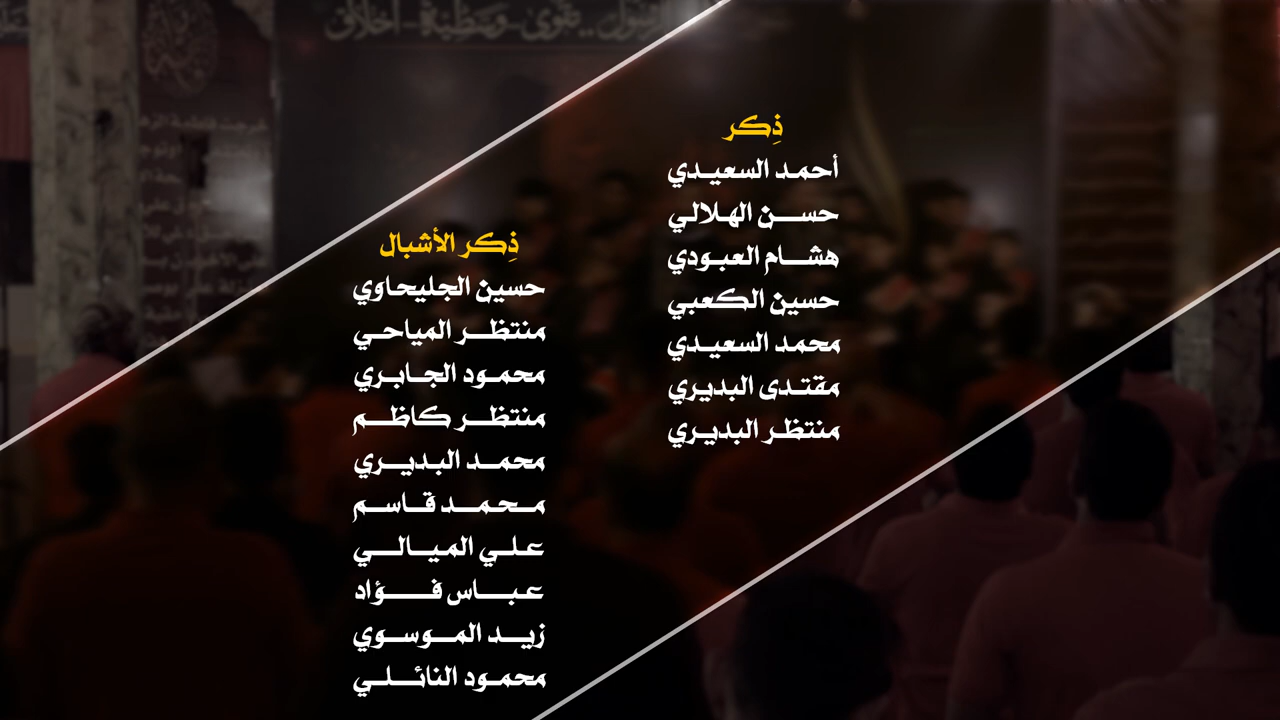 ذِكر
أحمد السعيدي
حسن الهلالي
هشام العبودي
حسين الكعبي
محمد السعيدي
مقتدى البديري
منتظر البديري
ذِكر الأشبال
حسين الجليحاوي
منتظر المياحي
محمود الجابري
منتظر كاظم
محمد البديري
محمد قاسم
علي الميالي
عباس فؤاد
زيد الموسوي
محمود النائلي